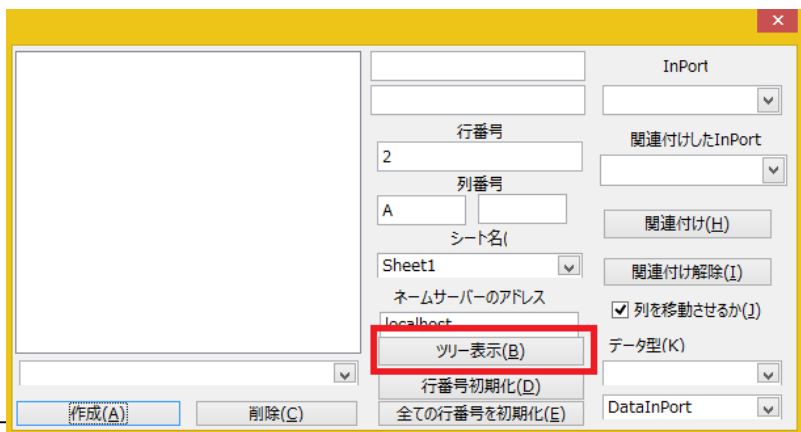 InPort
行番号
関連付けしたInPort
2
列番号
A
関連付け(H)
シート名(
Sheet1
関連付け解除(I)
ネームサーバーのアドレス
列を移動させるか(J)
localhost
ツリー表示(B)
データ型(K)
行番号初期化(D)
作成(A)
削除(C)
全ての行番号を初期化(E)
DataInPort